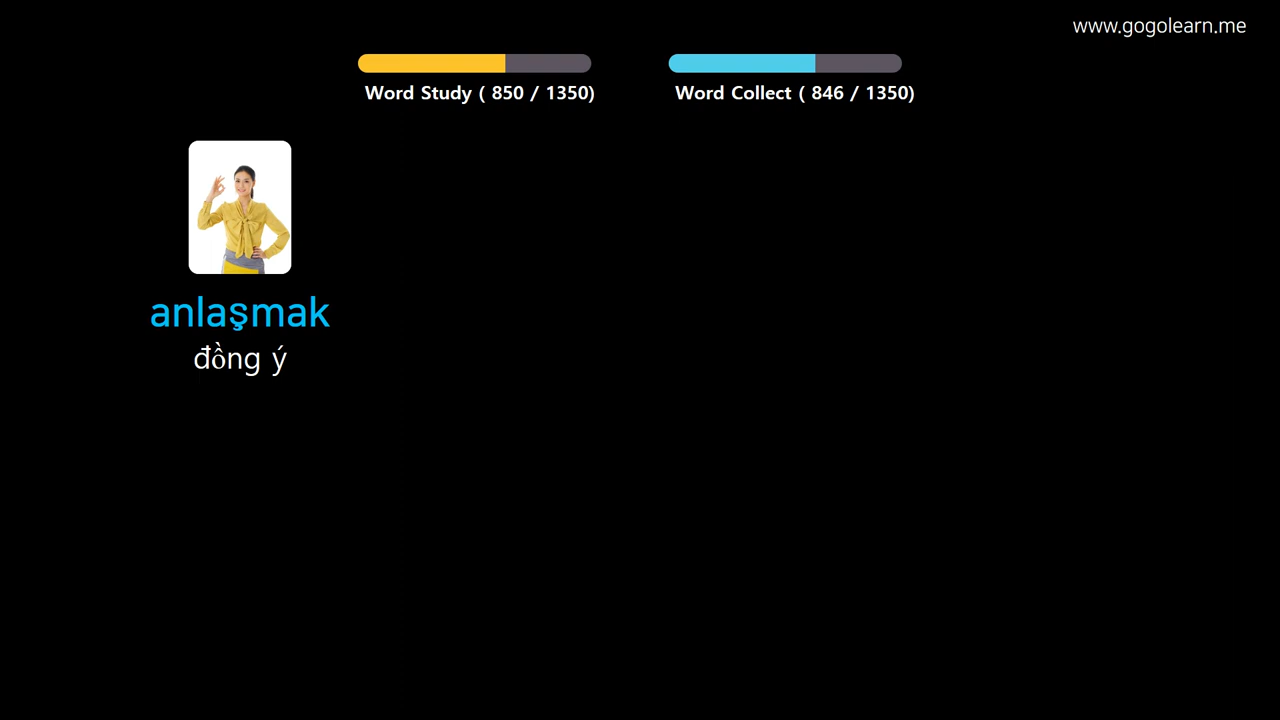 www.gogolearn.me
Word Study ( 850 / 1350)
Word Collect ( 846 / 1350)
anlaşmak
đồng ý